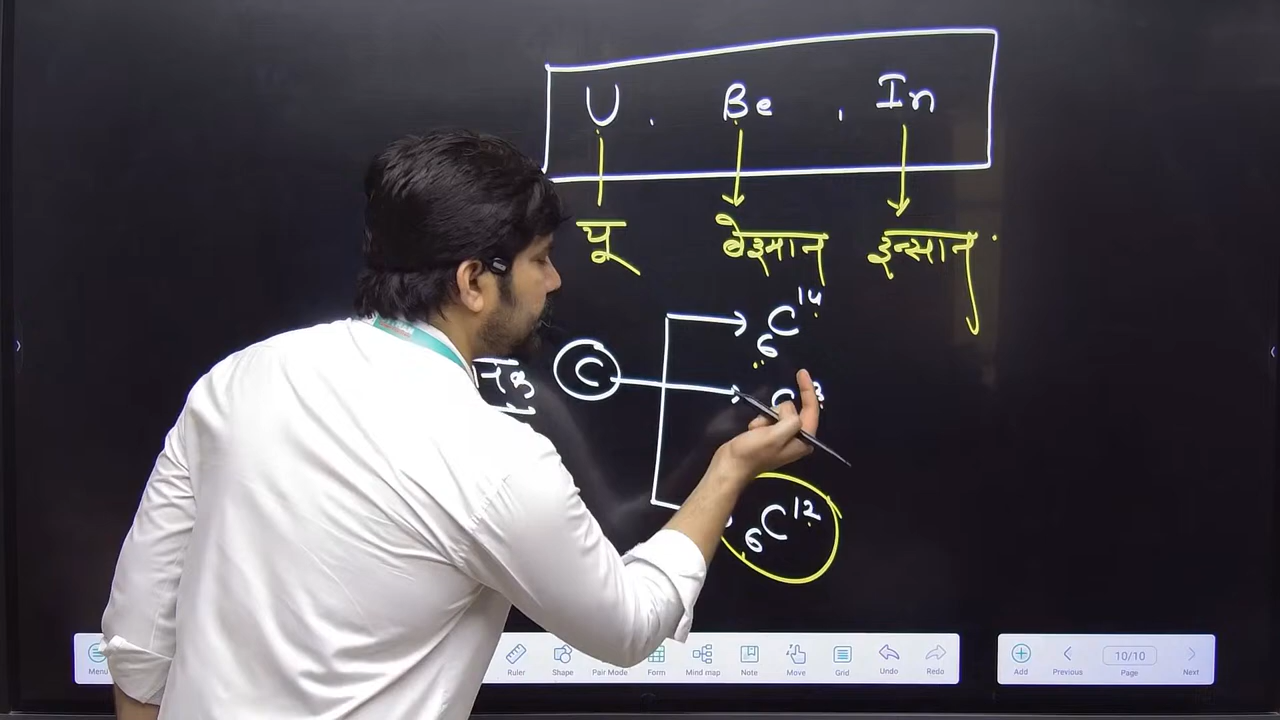 U . Be , In
यू बेइमान इन्सान
₆C¹⁴
C
₆C¹²
Menu Ruler Shape Pair Mode Form Mind map Note Move Grid Undo Redo Add Previous 10/10 Page Next